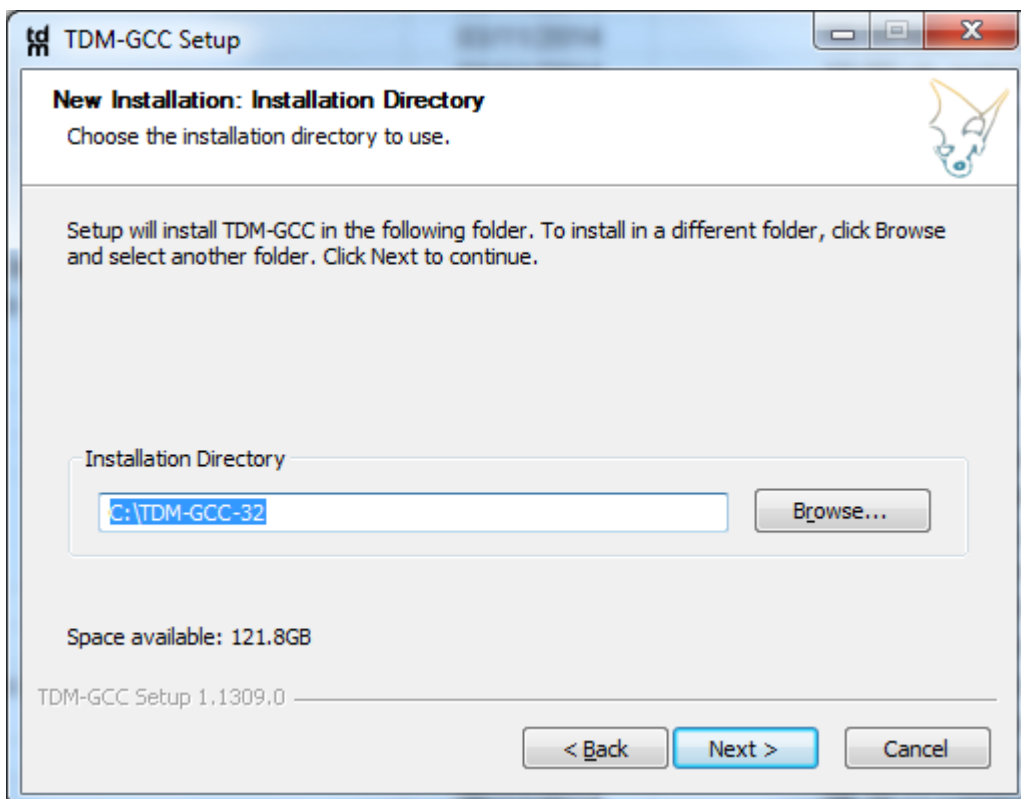 tdm TDM-GCC Setup
New Installation: Installation Directory
Choose the installation directory to use.
Setup will install TDM-GCC in the following folder. To install in a different folder, click Browse
and select another folder. Click Next to continue.
Installation Directory
C:\TDM-GCC-32 Browse...
Space available: 121.8GB
TDM-GCC Setup 1.1309.0
< Back Next > Cancel